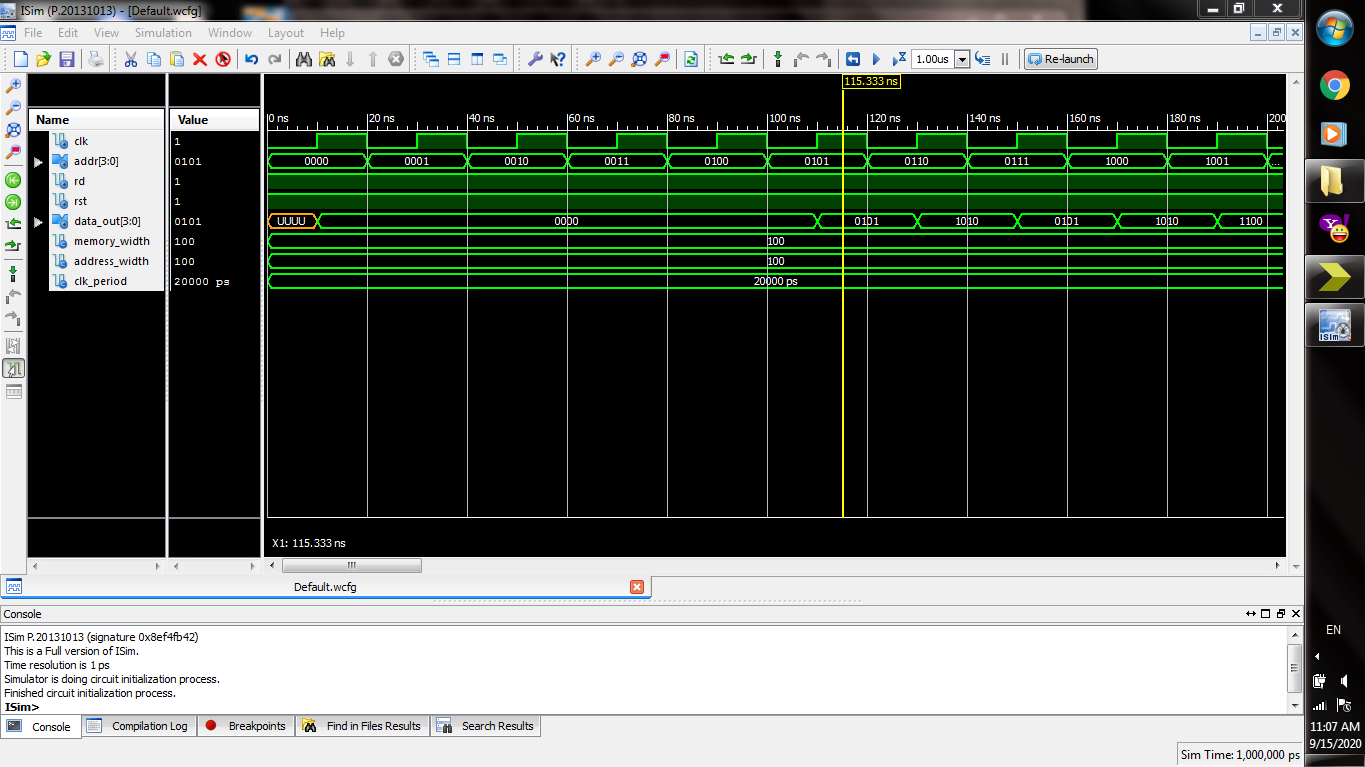 ISim (P.20131013) - [Default.wcfg]
File Edit View Simulation Window Layout Help
1.00us Re-launch
115.333 ns
Name Value
0 ns 20 ns 40 ns 60 ns 80 ns 100 ns 120 ns 140 ns 160 ns 180 ns 200
clk 1
addr[3:0] 0101 0000 0001 0010 0011 0100 0101 0110 0111 1000 1001 ...
rd 1
rst 1
data_out[3:0] 0101 UUUU 0000 0101 1010 0101 1010 1100
memory_width 100 100
address_width 100 100
clk_period 20000 ps 20000 ps
X1: 115.333 ns
Default.wcfg
Console
ISim P.20131013 (signature 0x8ef4fb42)
This is a Full version of ISim.
Time resolution is 1 ps
Simulator is doing circuit initialization process.
Finished circuit initialization process.
ISim>
Console Compilation Log Breakpoints Find in Files Results Search Results
Sim Time: 1,000,000 ps
ISim
EN
11:07 AM
9/15/2020